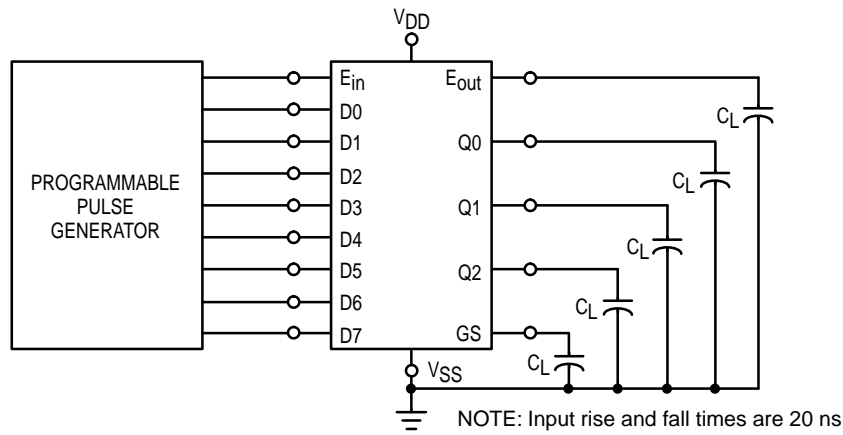 VDD
PROGRAMMABLE
PULSE
GENERATOR
Ein
D0
D1
D2
D3
D4
D5
D6
D7
Eout
Q0
Q1
Q2
GS
CL
CL
CL
CL
CL
VSS
NOTE: Input rise and fall times are 20 ns